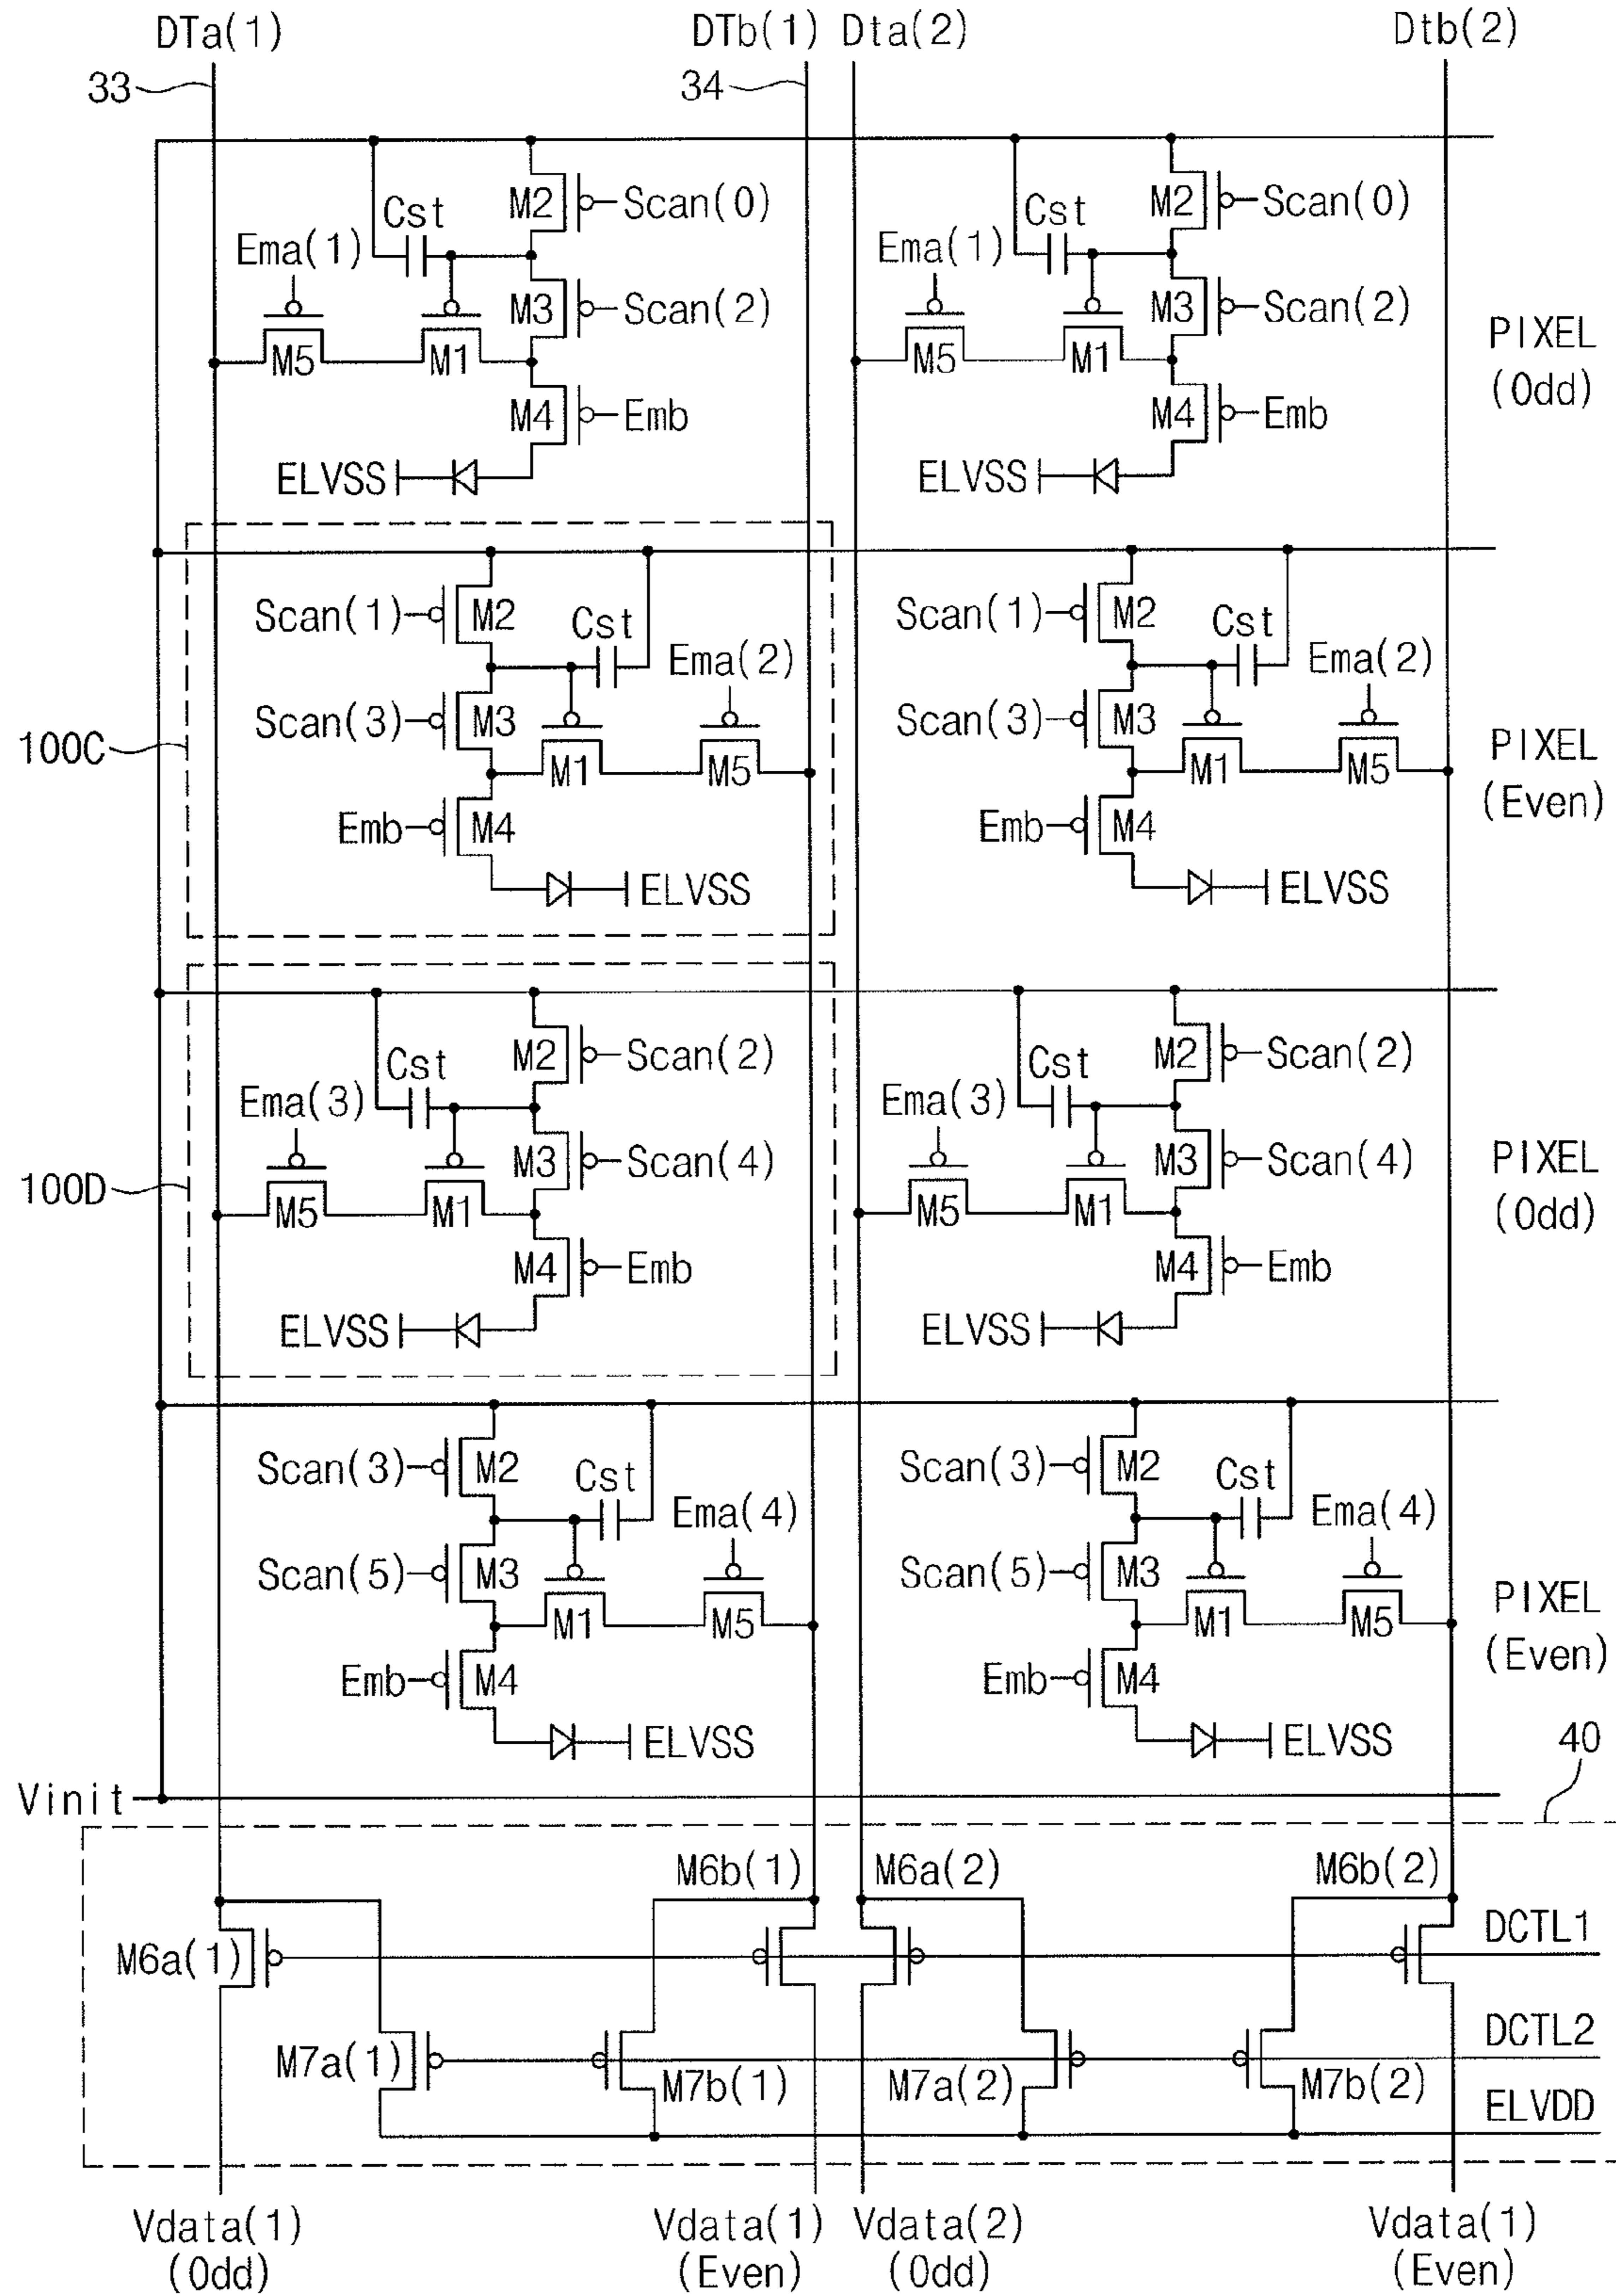 DTa(1) DTb(1) Dta(2) Dtb(2)
33 34
M2 Scan(0) M2 Scan(0)
Cst Cst
Ema(1) Ema(1)
M3 Scan(2) M3 Scan(2)
PIXEL
(Odd)
M5 M1 M5 M1
M4 Emb M4 Emb
ELVSS ELVSS
Scan(1) M2 Scan(1) M2
Cst Cst
Ema(2) Ema(2)
Scan(3) M3 Scan(3) M3
100C
PIXEL
(Even)
M1 M5 M1 M5
Emb M4 Emb M4
ELVSS ELVSS
M2 Scan(2) M2 Scan(2)
Cst Cst
Ema(3) Ema(3)
M3 Scan(4) M3 Scan(4)
100D
PIXEL
(Odd)
M5 M1 M5 M1
M4 Emb M4 Emb
ELVSS ELVSS
Scan(3) M2 Scan(3) M2
Cst Cst
Ema(4) Ema(4)
Scan(5) M3 Scan(5) M3
PIXEL
(Even)
M1 M5 M1 M5
Emb M4 Emb M4
ELVSS ELVSS
40
Vinit
M6b(1) M6a(2) M6b(2)
DCTL1
M6a(1)
DCTL2
M7a(1) M7b(1) M7a(2) M7b(2)
ELVDD
Vdata(1) Vdata(1) Vdata(2) Vdata(1)
(Odd) (Even) (Odd) (Even)